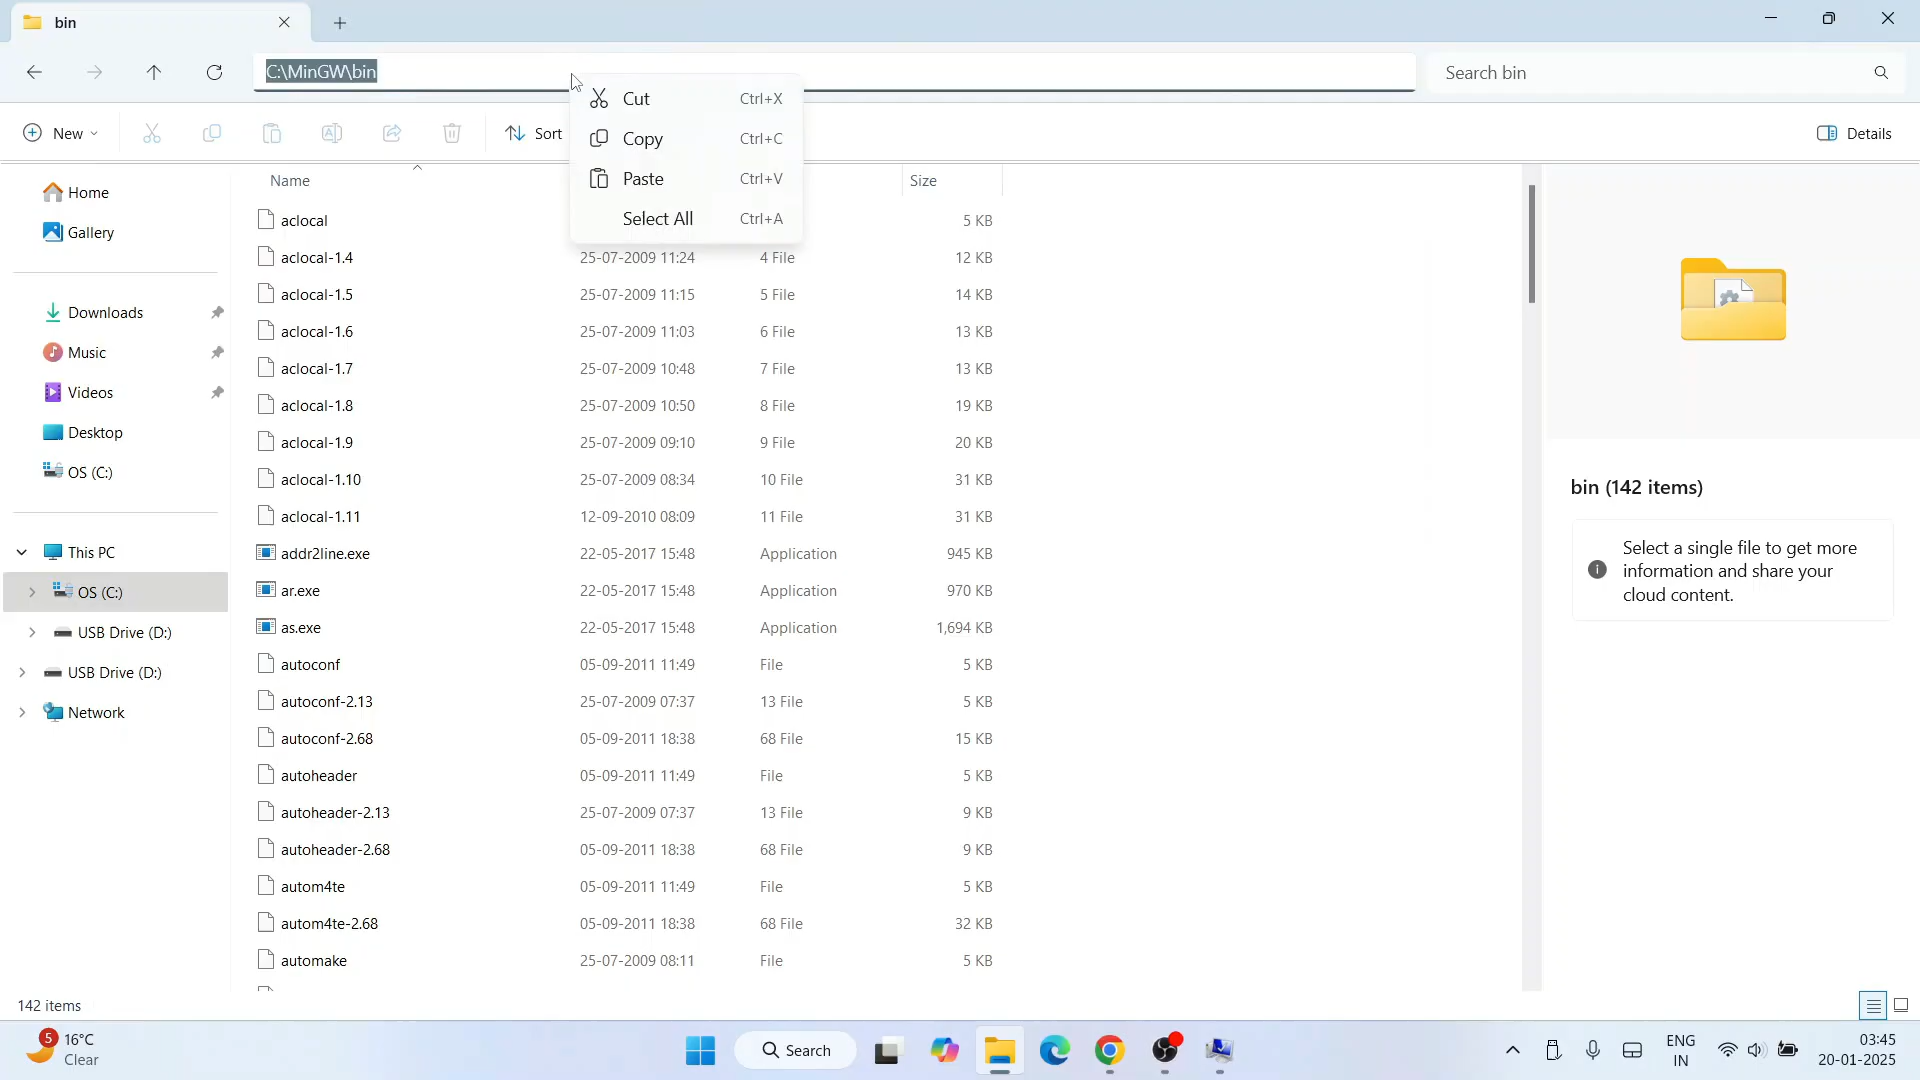 bin
C:\MinGW\bin
Search bin
New
Sort
Details
Cut Ctrl+X
Copy Ctrl+C
Paste Ctrl+V
Select All Ctrl+A
Home
Gallery
Downloads
Music
Videos
Desktop
OS (C:)
This PC
OS (C:)
USB Drive (D:)
USB Drive (D:)
Network
Name Size
aclocal 5 KB
aclocal-1.4 25-07-2009 11:24 4 File 12 KB
aclocal-1.5 25-07-2009 11:15 5 File 14 KB
aclocal-1.6 25-07-2009 11:03 6 File 13 KB
aclocal-1.7 25-07-2009 10:48 7 File 13 KB
aclocal-1.8 25-07-2009 10:50 8 File 19 KB
aclocal-1.9 25-07-2009 09:10 9 File 20 KB
aclocal-1.10 25-07-2009 08:34 10 File 31 KB
aclocal-1.11 12-09-2010 08:09 11 File 31 KB
addr2line.exe 22-05-2017 15:48 Application 945 KB
ar.exe 22-05-2017 15:48 Application 970 KB
as.exe 22-05-2017 15:48 Application 1,694 KB
autoconf 05-09-2011 11:49 File 5 KB
autoconf-2.13 25-07-2009 07:37 13 File 5 KB
autoconf-2.68 05-09-2011 18:38 68 File 15 KB
autoheader 05-09-2011 11:49 File 5 KB
autoheader-2.13 25-07-2009 07:37 13 File 9 KB
autoheader-2.68 05-09-2011 18:38 68 File 9 KB
autom4te 05-09-2011 11:49 File 5 KB
autom4te-2.68 05-09-2011 18:38 68 File 32 KB
automake 25-07-2009 08:11 File 5 KB
bin (142 items)
Select a single file to get more
information and share your
cloud content.
142 items
5
16°C
Clear
Search
ENG
IN
03:45
20-01-2025